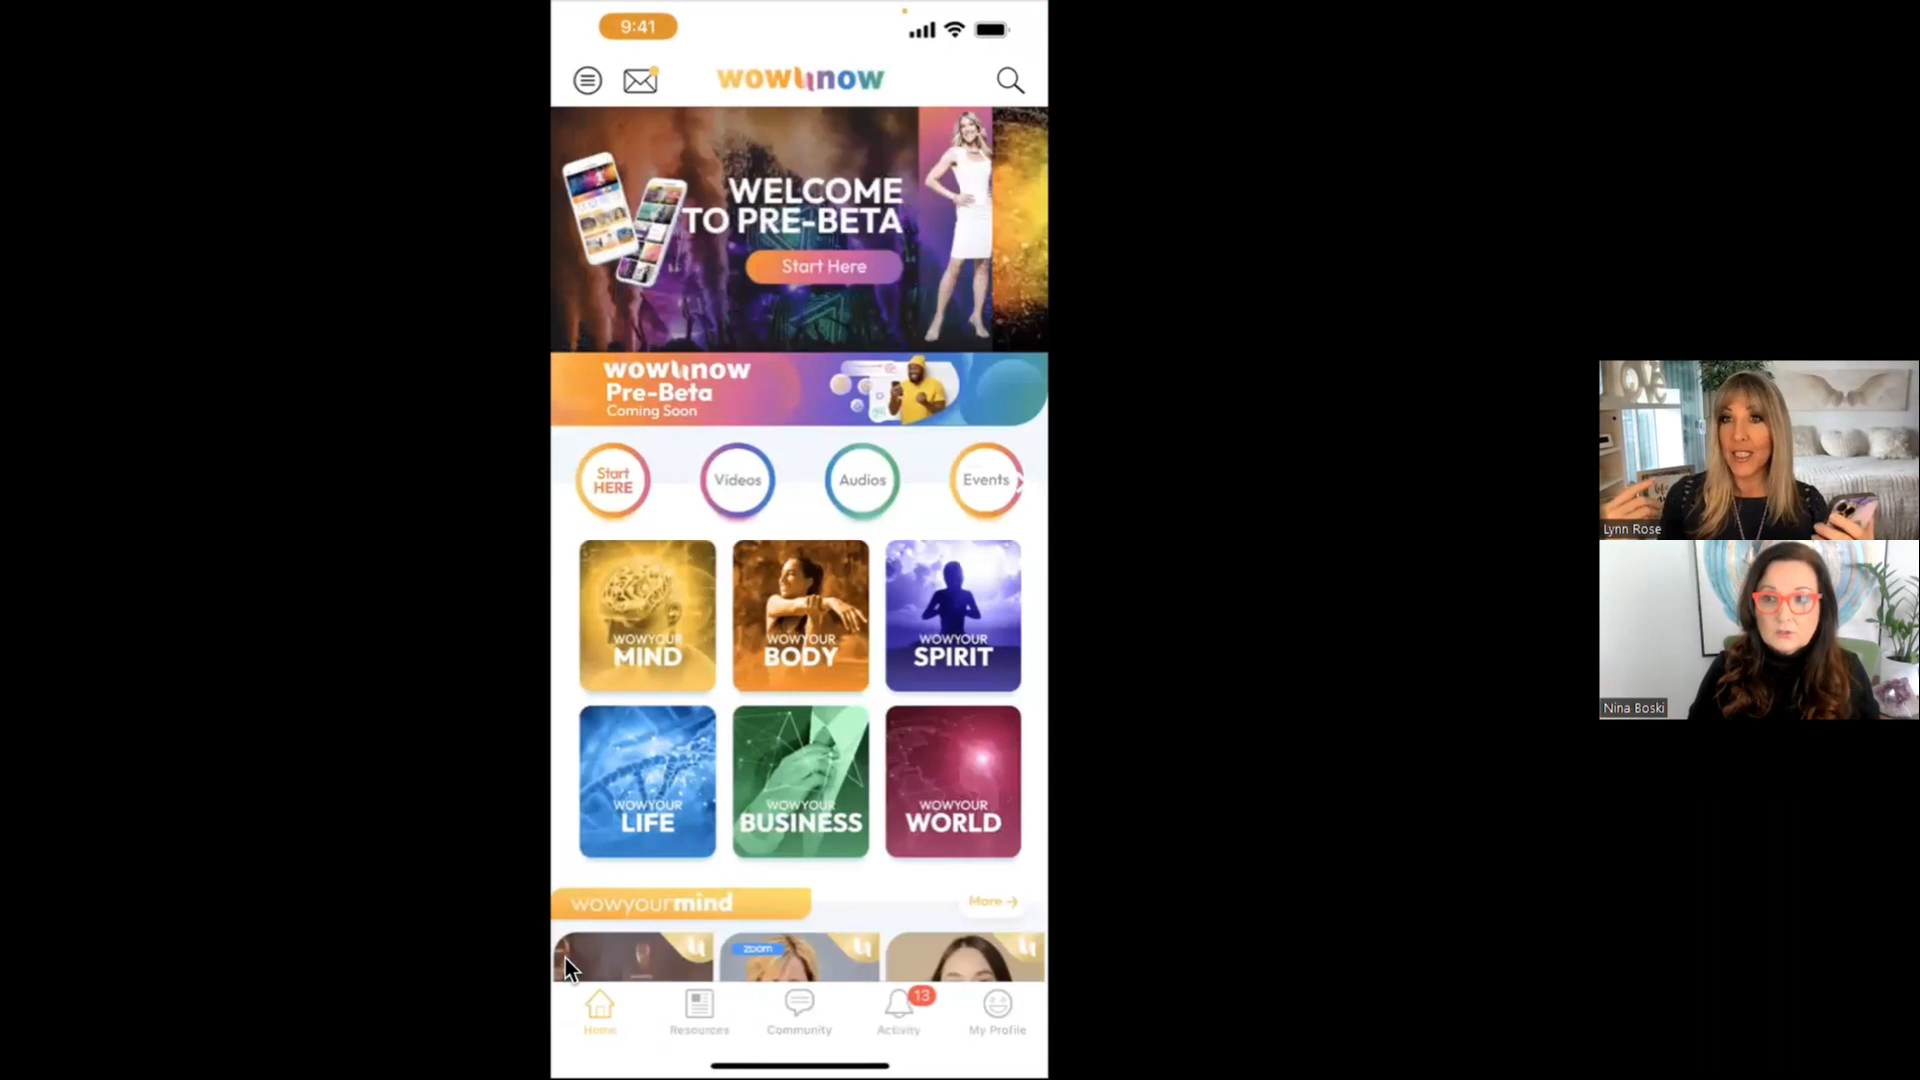 9:41
wowUnow
WELCOME
TO PRE-BETA
Start Here
wowUnow
Pre-Beta
Coming Soon
Start
HERE
Videos
Audios
Events
WOWYOUR
MIND
WOWYOUR
BODY
WOWYOUR
SPIRIT
WOWYOUR
LIFE
WOWYOUR
BUSINESS
WOWYOUR
WORLD
wowyourmind
More →
zoom
13
Home
Resources
Community
Activity
My Profile
Lynn Rose
Nina Boski